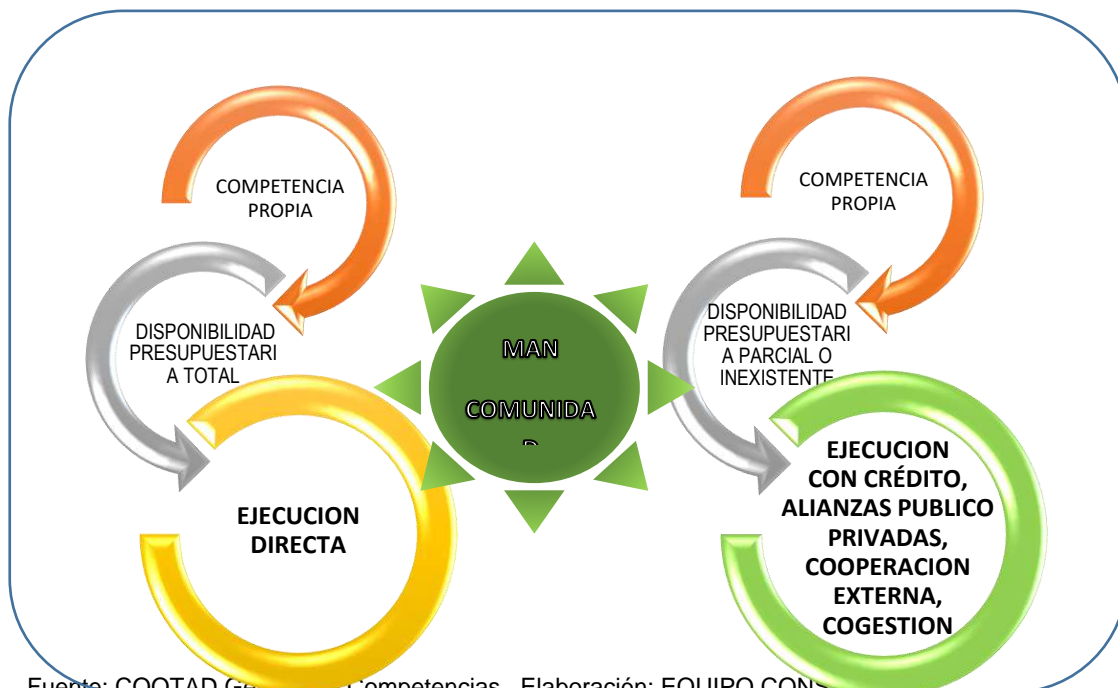 COMPETENCIA
PROPIA
DISPONIBILIDAD
PRESUPUESTARI
A TOTAL
EJECUCION
DIRECTA
MAN
COMUNIDA
COMPETENCIA
PROPIA
DISPONIBILIDAD
PRESUPUESTARI
A PARCIAL O
INEXISTENTE
EJECUCION
CON CRÉDITO,
ALIANZAS PUBLICO
PRIVADAS,
COOPERACION
EXTERNA,
COGESTION
Fuente: COOTAD Competencias Elaboración: EQUIPO